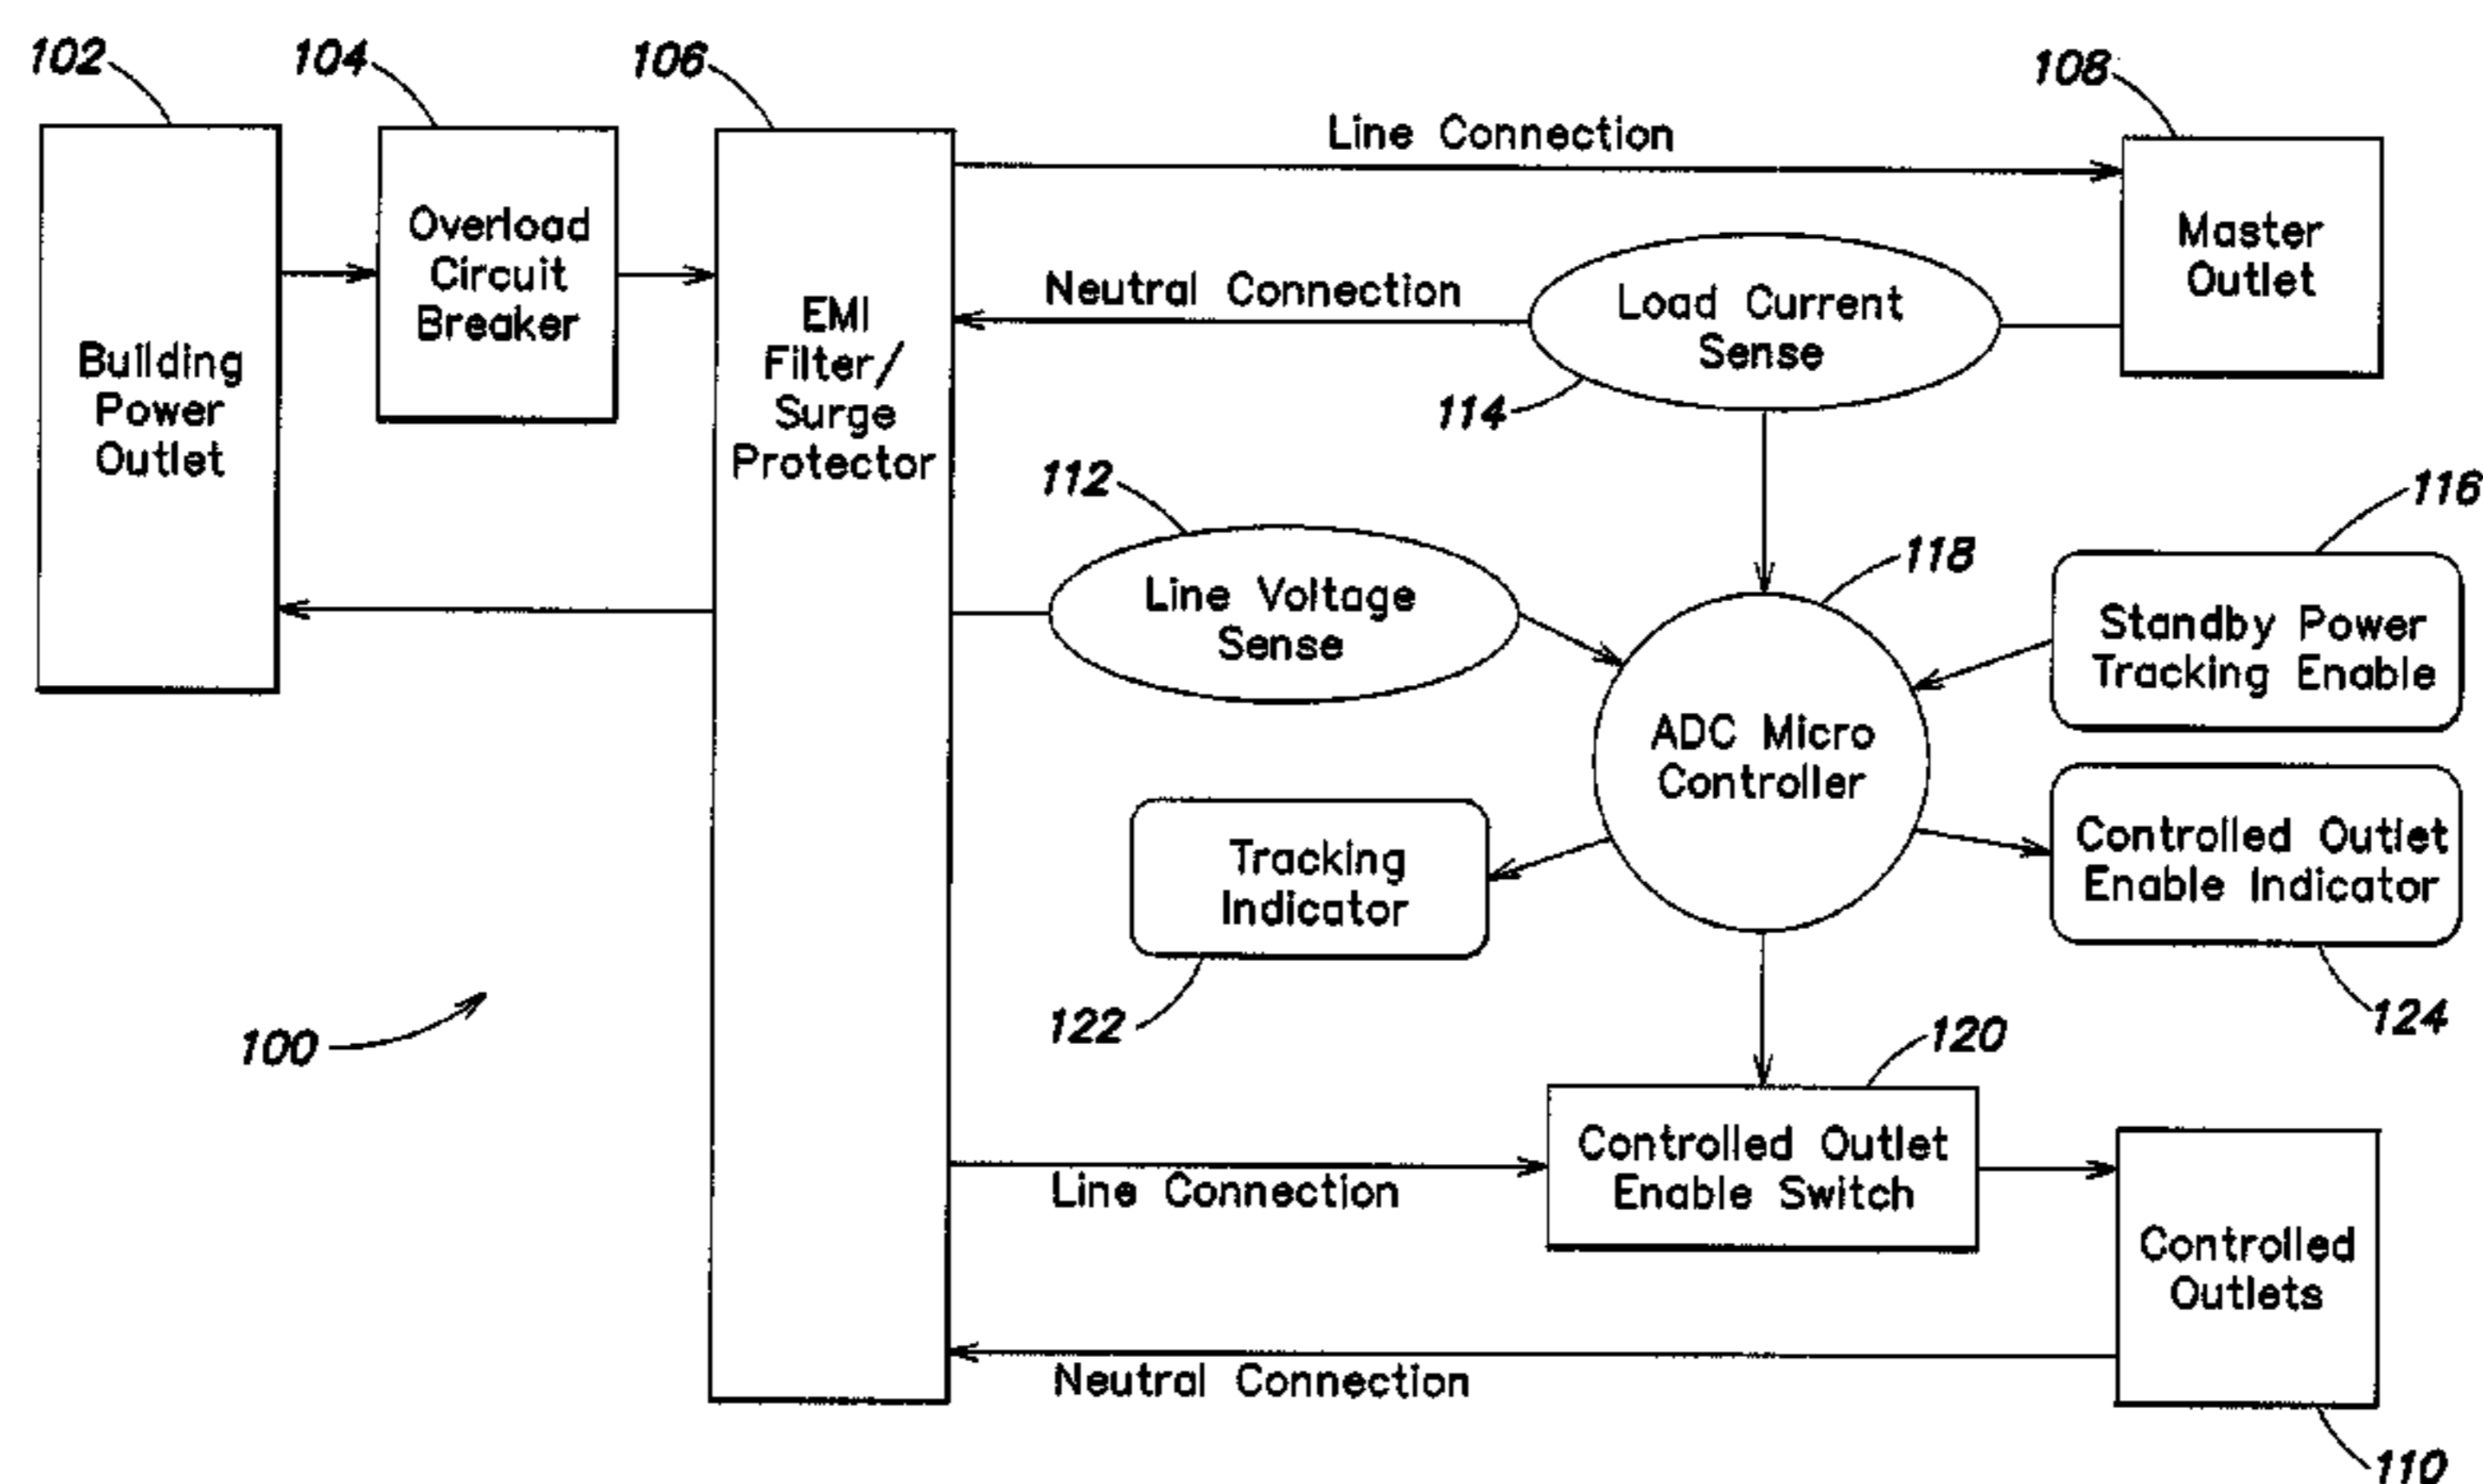 102
104
106
108
Line Connection
Building
Power
Outlet
Overload
Circuit
Breaker
EMI
Filter/
Surge
Protector
Master
Outlet
Neutral Connection
Load Current
Sense
114
112
116
118
Line Voltage
Sense
Standby Power
Tracking Enable
ADC Micro
Controller
Tracking
Indicator
Controlled Outlet
Enable Indicator
122
124
100
120
Line Connection
Controlled Outlet
Enable Switch
Controlled
Outlets
Neutral Connection
110